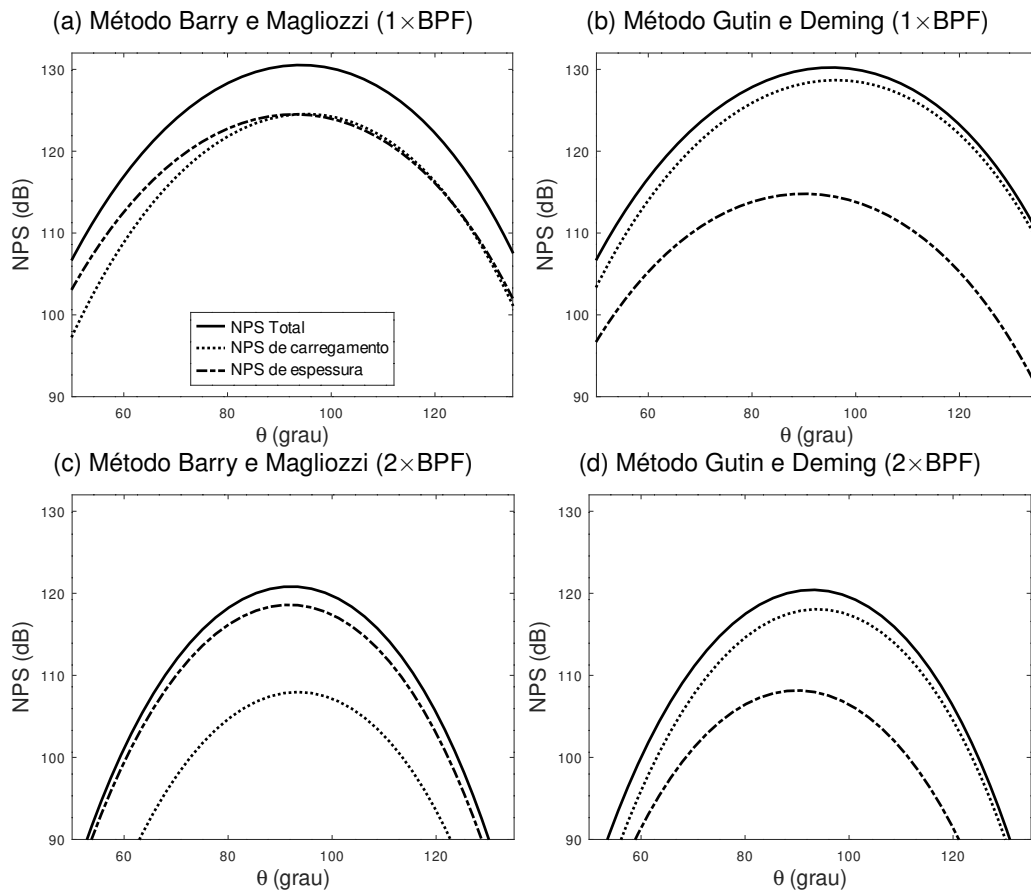 (a) Método Barry e Magliozzi (1×BPF)
130
120
110
100
90
NPS (dB)
60
80
100
120
θ (grau)
NPS Total
NPS de carregamento
NPS de espessura
(b) Método Gutin e Deming (1×BPF)
130
120
110
100
90
NPS (dB)
60
80
100
120
θ (grau)
(c) Método Barry e Magliozzi (2×BPF)
130
120
110
100
90
NPS (dB)
60
80
100
120
θ (grau)
(d) Método Gutin e Deming (2×BPF)
130
120
110
100
90
NPS (dB)
60
80
100
120
θ (grau)